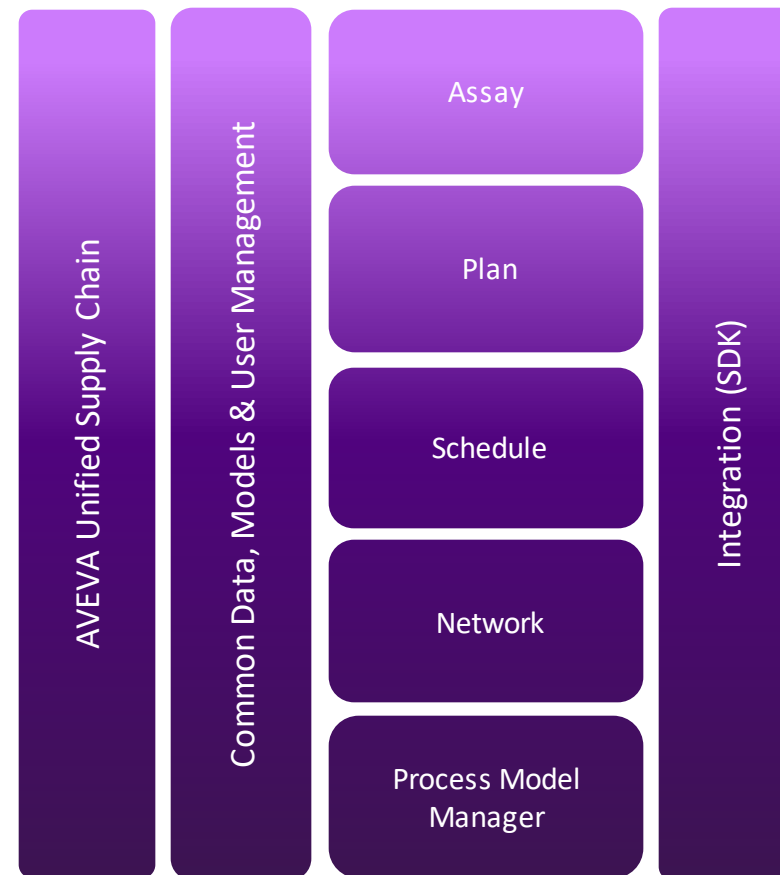 AVEVA Unified Supply Chain
Common Data, Models & User Management
Assay
Plan
Schedule
Network
Process Model
Manager
Integration (SDK)